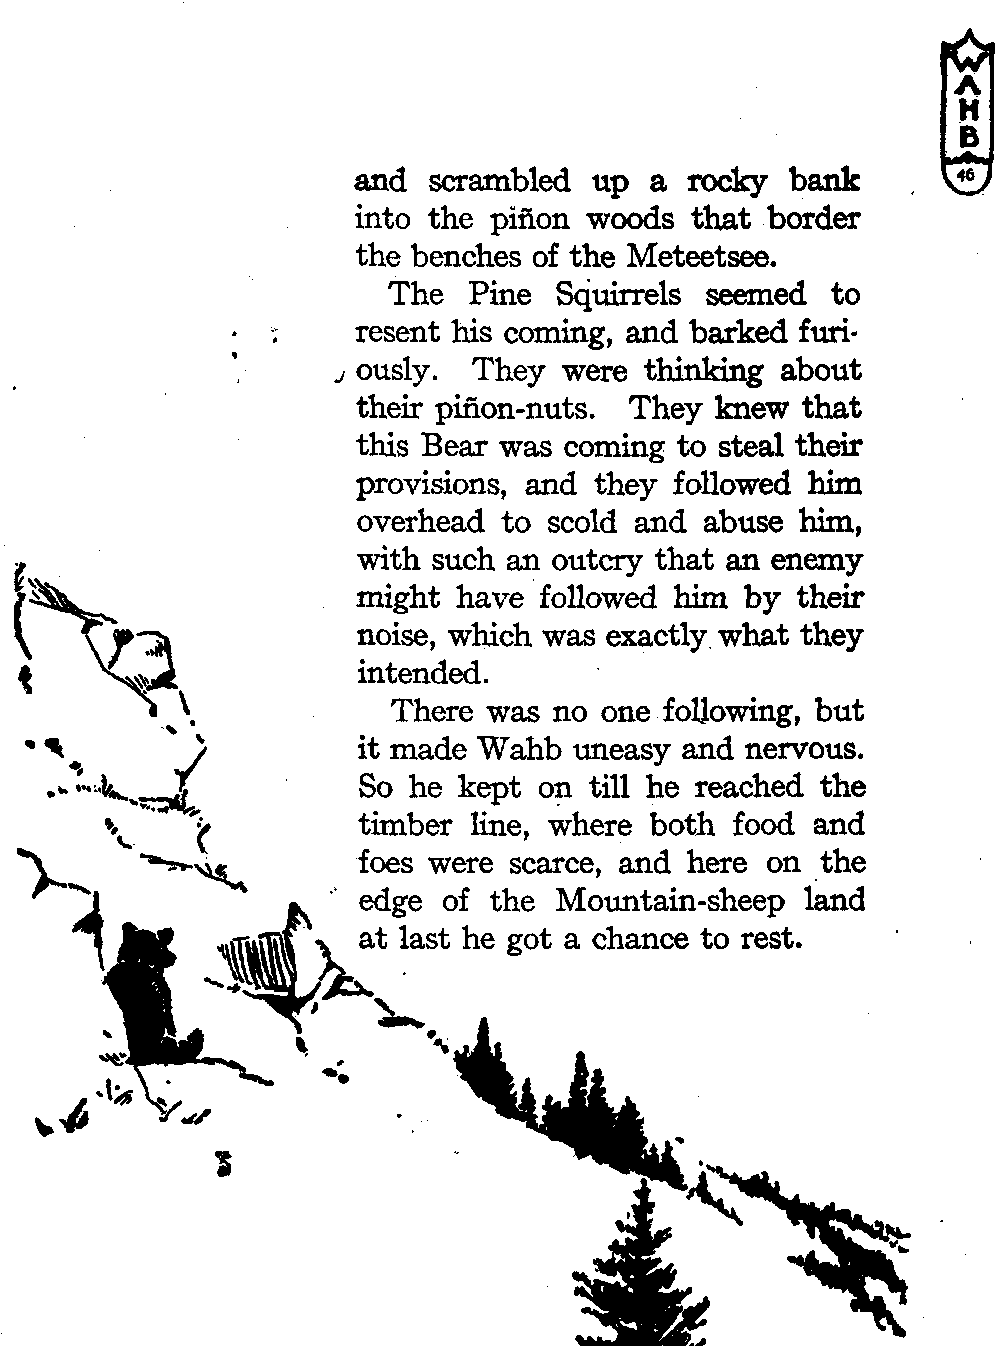 WAHB
46
and scrambled up a rocky bank
into the piñon woods that border
the benches of the Meteetsee.
The Pine Squirrels seemed to
resent his coming, and barked furi-
ously. They were thinking about
their piñon-nuts. They knew that
this Bear was coming to steal their
provisions, and they followed him
overhead to scold and abuse him,
with such an outcry that an enemy
might have followed him by their
noise, which was exactly what they
intended.
There was no one following, but
it made Wahb uneasy and nervous.
So he kept on till he reached the
timber line, where both food and
foes were scarce, and here on the
edge of the Mountain-sheep land
at last he got a chance to rest.